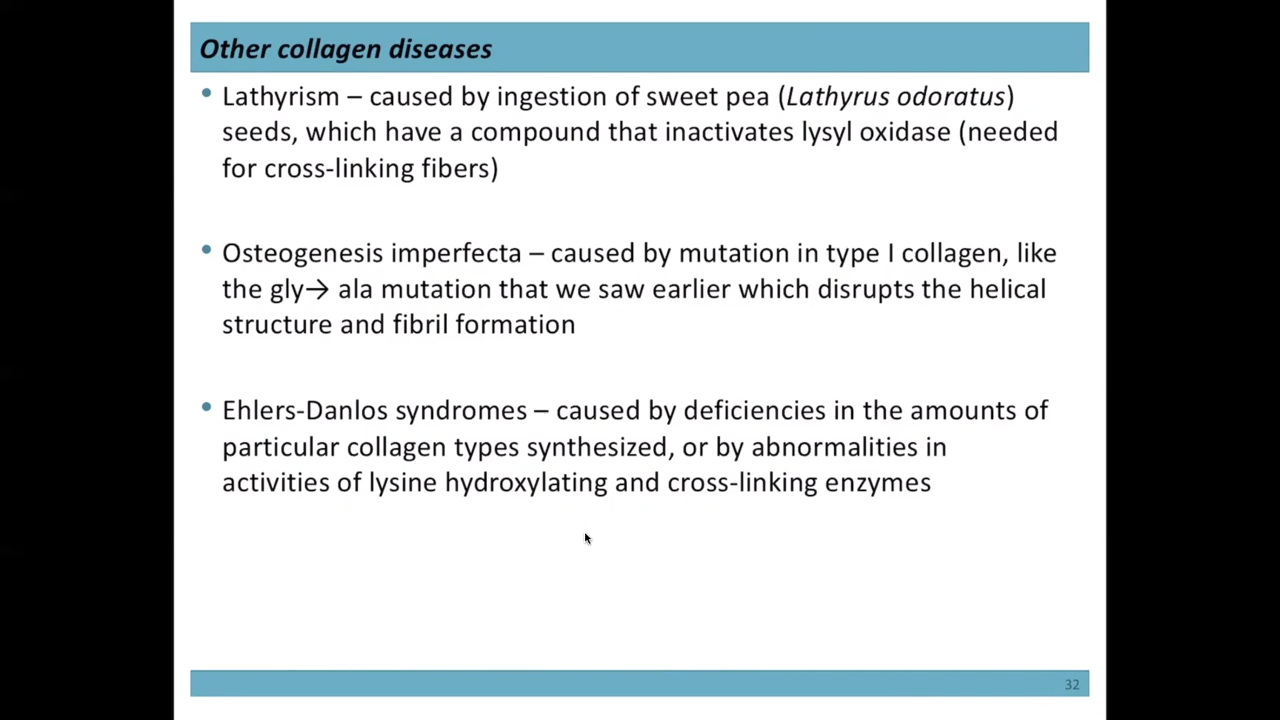 Other collagen diseases
• Lathyrism – caused by ingestion of sweet pea (Lathyrus odoratus)
seeds, which have a compound that inactivates lysyl oxidase (needed
for cross-linking fibers)
• Osteogenesis imperfecta – caused by mutation in type I collagen, like
the gly→ ala mutation that we saw earlier which disrupts the helical
structure and fibril formation
• Ehlers-Danlos syndromes – caused by deficiencies in the amounts of
particular collagen types synthesized, or by abnormalities in
activities of lysine hydroxylating and cross-linking enzymes
32